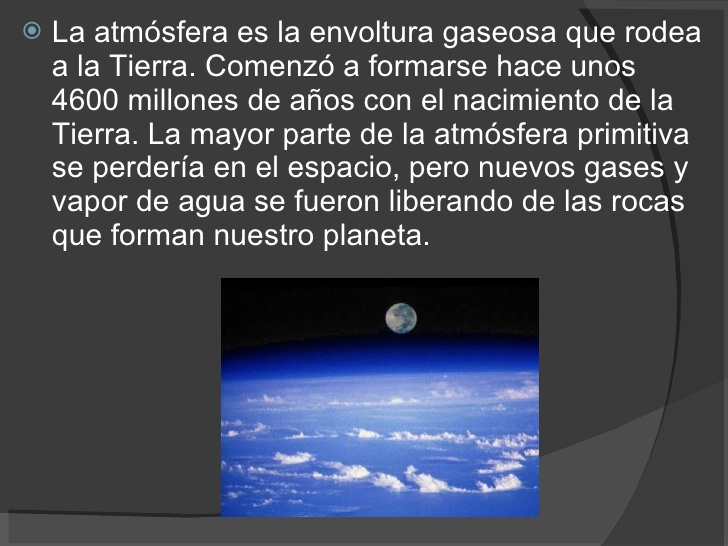 La atmósfera es la envoltura gaseosa que rodea
a la Tierra. Comenzó a formarse hace unos
4600 millones de años con el nacimiento de la
Tierra. La mayor parte de la atmósfera primitiva
se perdería en el espacio, pero nuevos gases y
vapor de agua se fueron liberando de las rocas
que forman nuestro planeta.